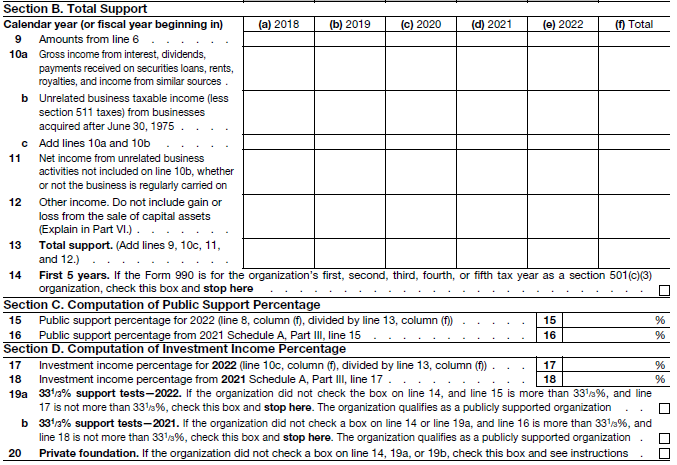 Section B. Total Support
Calendar year (or fiscal year beginning in) (a) 2018 (b) 2019 (c) 2020 (d) 2021 (e) 2022 (f) Total
9 Amounts from line 6 . . . . . .
10a Gross income from interest, dividends,
payments received on securities loans, rents,
royalties, and income from similar sources .
b Unrelated business taxable income (less
section 511 taxes) from businesses
acquired after June 30, 1975 . . . .
c Add lines 10a and 10b . . . . .
11 Net income from unrelated business
activities not included on line 10b, whether
or not the business is regularly carried on
12 Other income. Do not include gain or
loss from the sale of capital assets
(Explain in Part VI.) . . . . . . .
13 Total support. (Add lines 9, 10c, 11,
and 12.) . . . . . . . . . .
14 First 5 years. If the Form 990 is for the organization's first, second, third, fourth, or fifth tax year as a section 501(c)(3)
organization, check this box and stop here . . . . . . . . . . . . . . . . . . . . . .
Section C. Computation of Public Support Percentage
15 Public support percentage for 2022 (line 8, column (f), divided by line 13, column (f)) . . . . . 15 %
16 Public support percentage from 2021 Schedule A, Part III, line 15 . . . . . . . . . . . 16 %
Section D. Computation of Investment Income Percentage
17 Investment income percentage for 2022 (line 10c, column (f), divided by line 13, column (f)) . . . 17 %
18 Investment income percentage from 2021 Schedule A, Part III, line 17 . . . . . . . . . . 18 %
19a 33 1/3% support tests—2022. If the organization did not check the box on line 14, and line 15 is more than 33 1/3%, and line
17 is not more than 33 1/3%, check this box and stop here. The organization qualifies as a publicly supported organization . .
b 33 1/3% support tests—2021. If the organization did not check a box on line 14 or line 19a, and line 16 is more than 33 1/3%, and
line 18 is not more than 33 1/3%, check this box and stop here. The organization qualifies as a publicly supported organization .
20 Private foundation. If the organization did not check a box on line 14, 19a, or 19b, check this box and see instructions .